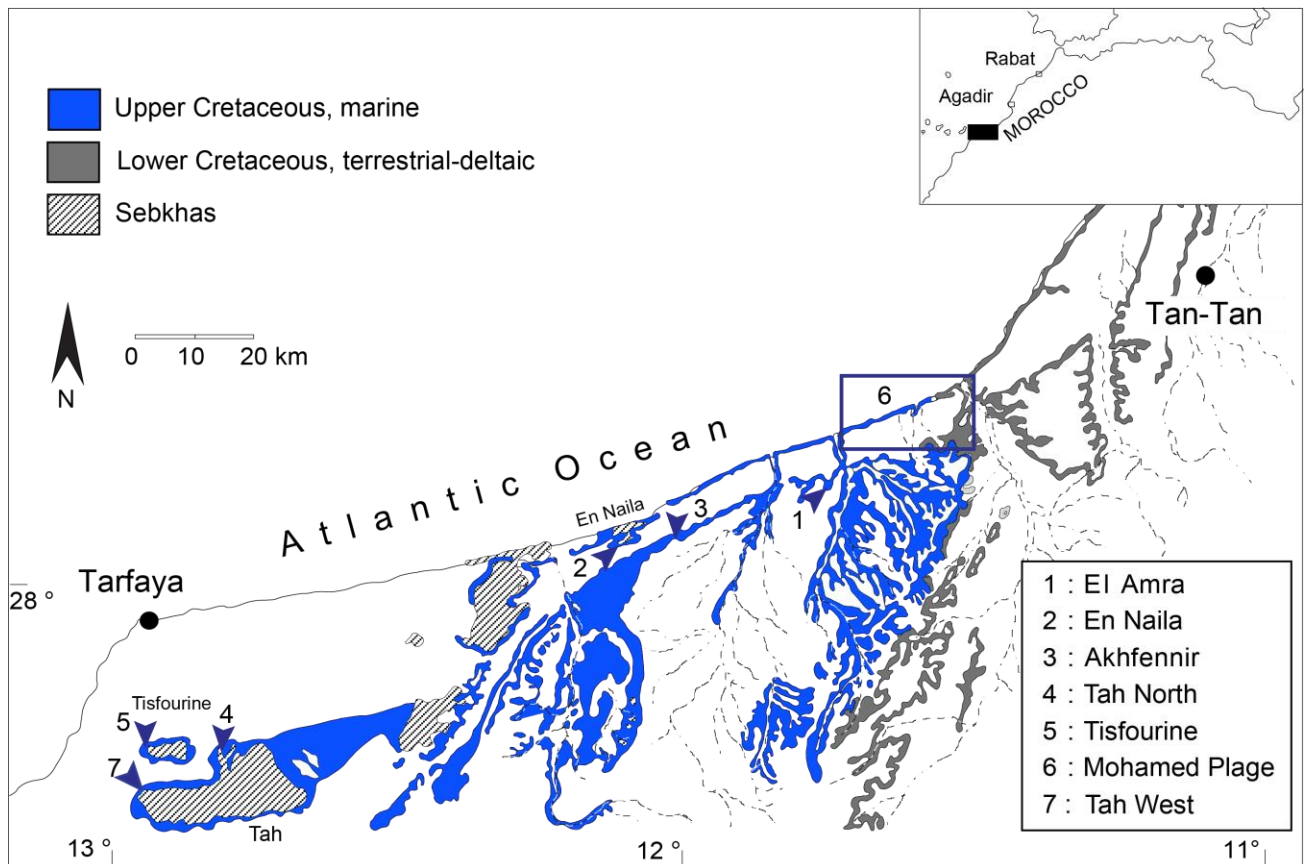 Upper Cretaceous, marine
Lower Cretaceous, terrestrial-deltaic
Sebkhas
Rabat
Agadir
MOROCCO
N
0 10 20 km
Tan-Tan
Atlantic Ocean
6
1
En Naila
3
2
28 °
Tarfaya
Tisfourine
5
4
7
Tah
1 : El Amra
2 : En Naila
3 : Akhfennir
4 : Tah North
5 : Tisfourine
6 : Mohamed Plage
7 : Tah West
13 °
12 °
11°